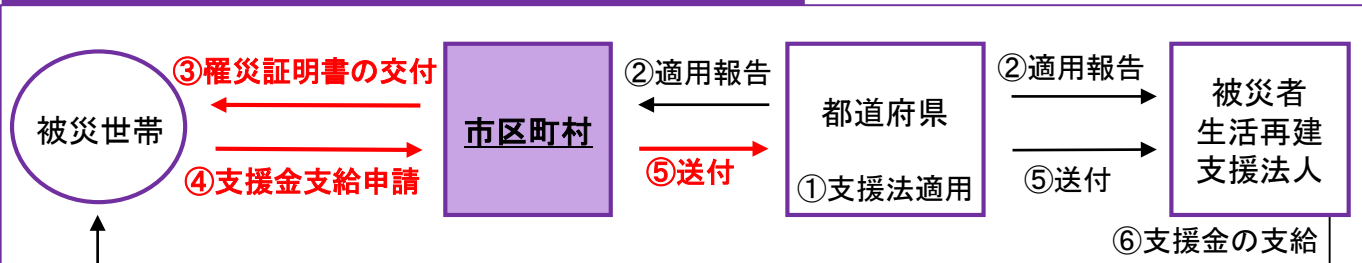 ③罹災証明書の交付
②適用報告
②適用報告
被災世帯
市区町村
都道府県
①支援法適用
被災者
生活再建
支援法人
④支援金支給申請
⑤送付
⑤送付
⑥支援金の支給